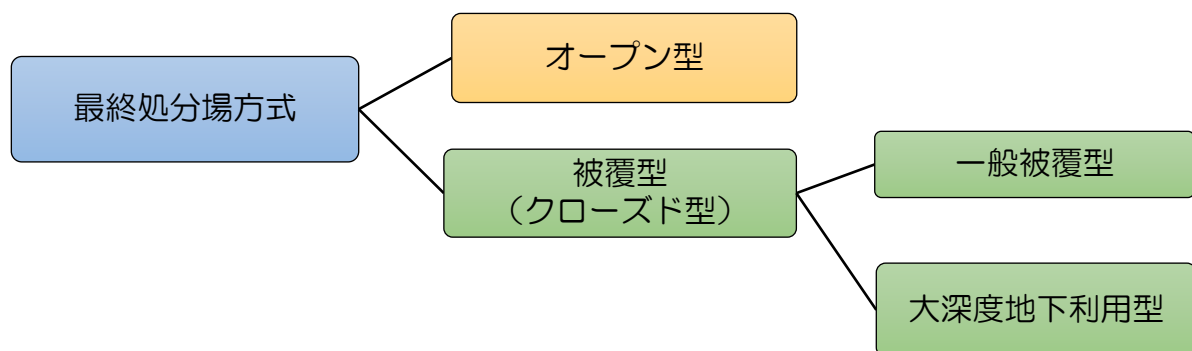 最終処分場方式
オープン型
被覆型
（クローズド型）
一般被覆型
大深度地下利用型